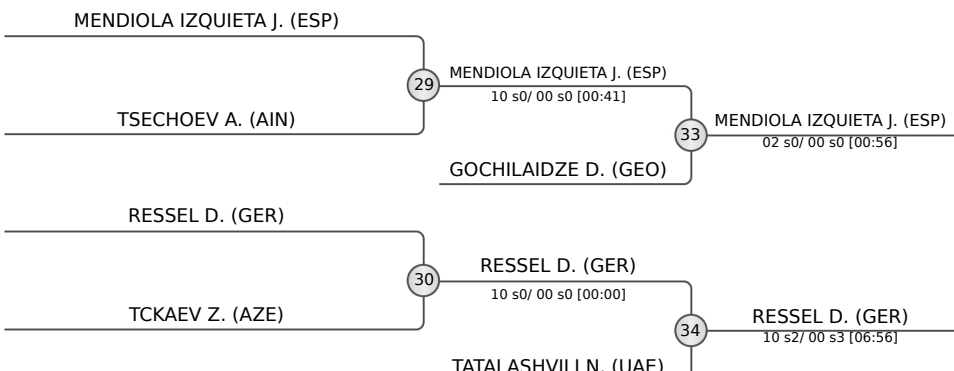 MENDIOLA IZQUIETA J. (ESP)
29
MENDIOLA IZQUIETA J. (ESP)
10 s0/ 00 s0 [00:41]
TSECHOEV A. (AIN)
33
MENDIOLA IZQUIETA J. (ESP)
02 s0/ 00 s0 [00:56]
GOCHILAIDZE D. (GEO)
RESSEL D. (GER)
30
RESSEL D. (GER)
10 s0/ 00 s0 [00:00]
TCKAEV Z. (AZE)
34
RESSEL D. (GER)
10 s2/ 00 s3 [06:56]
TATALASHVILI N. (UAE)